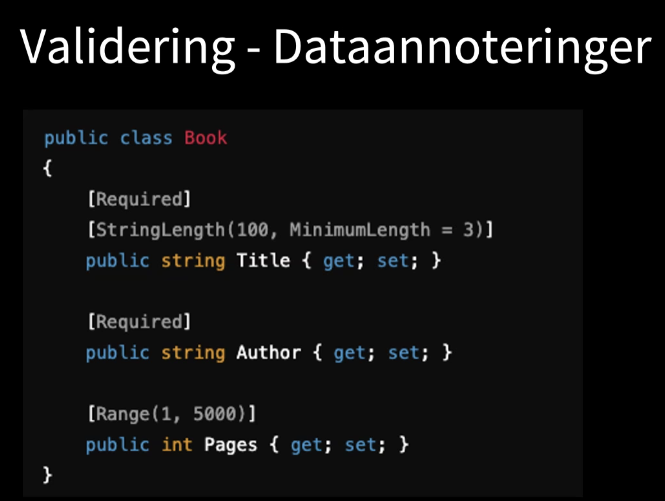 Validering - Dataannoteringer
public class Book
{
[Required]
[StringLength(100, MinimumLength = 3)]
public string Title { get; set; }
[Required]
public string Author { get; set; }
[Range(1, 5000)]
public int Pages { get; set; }
}